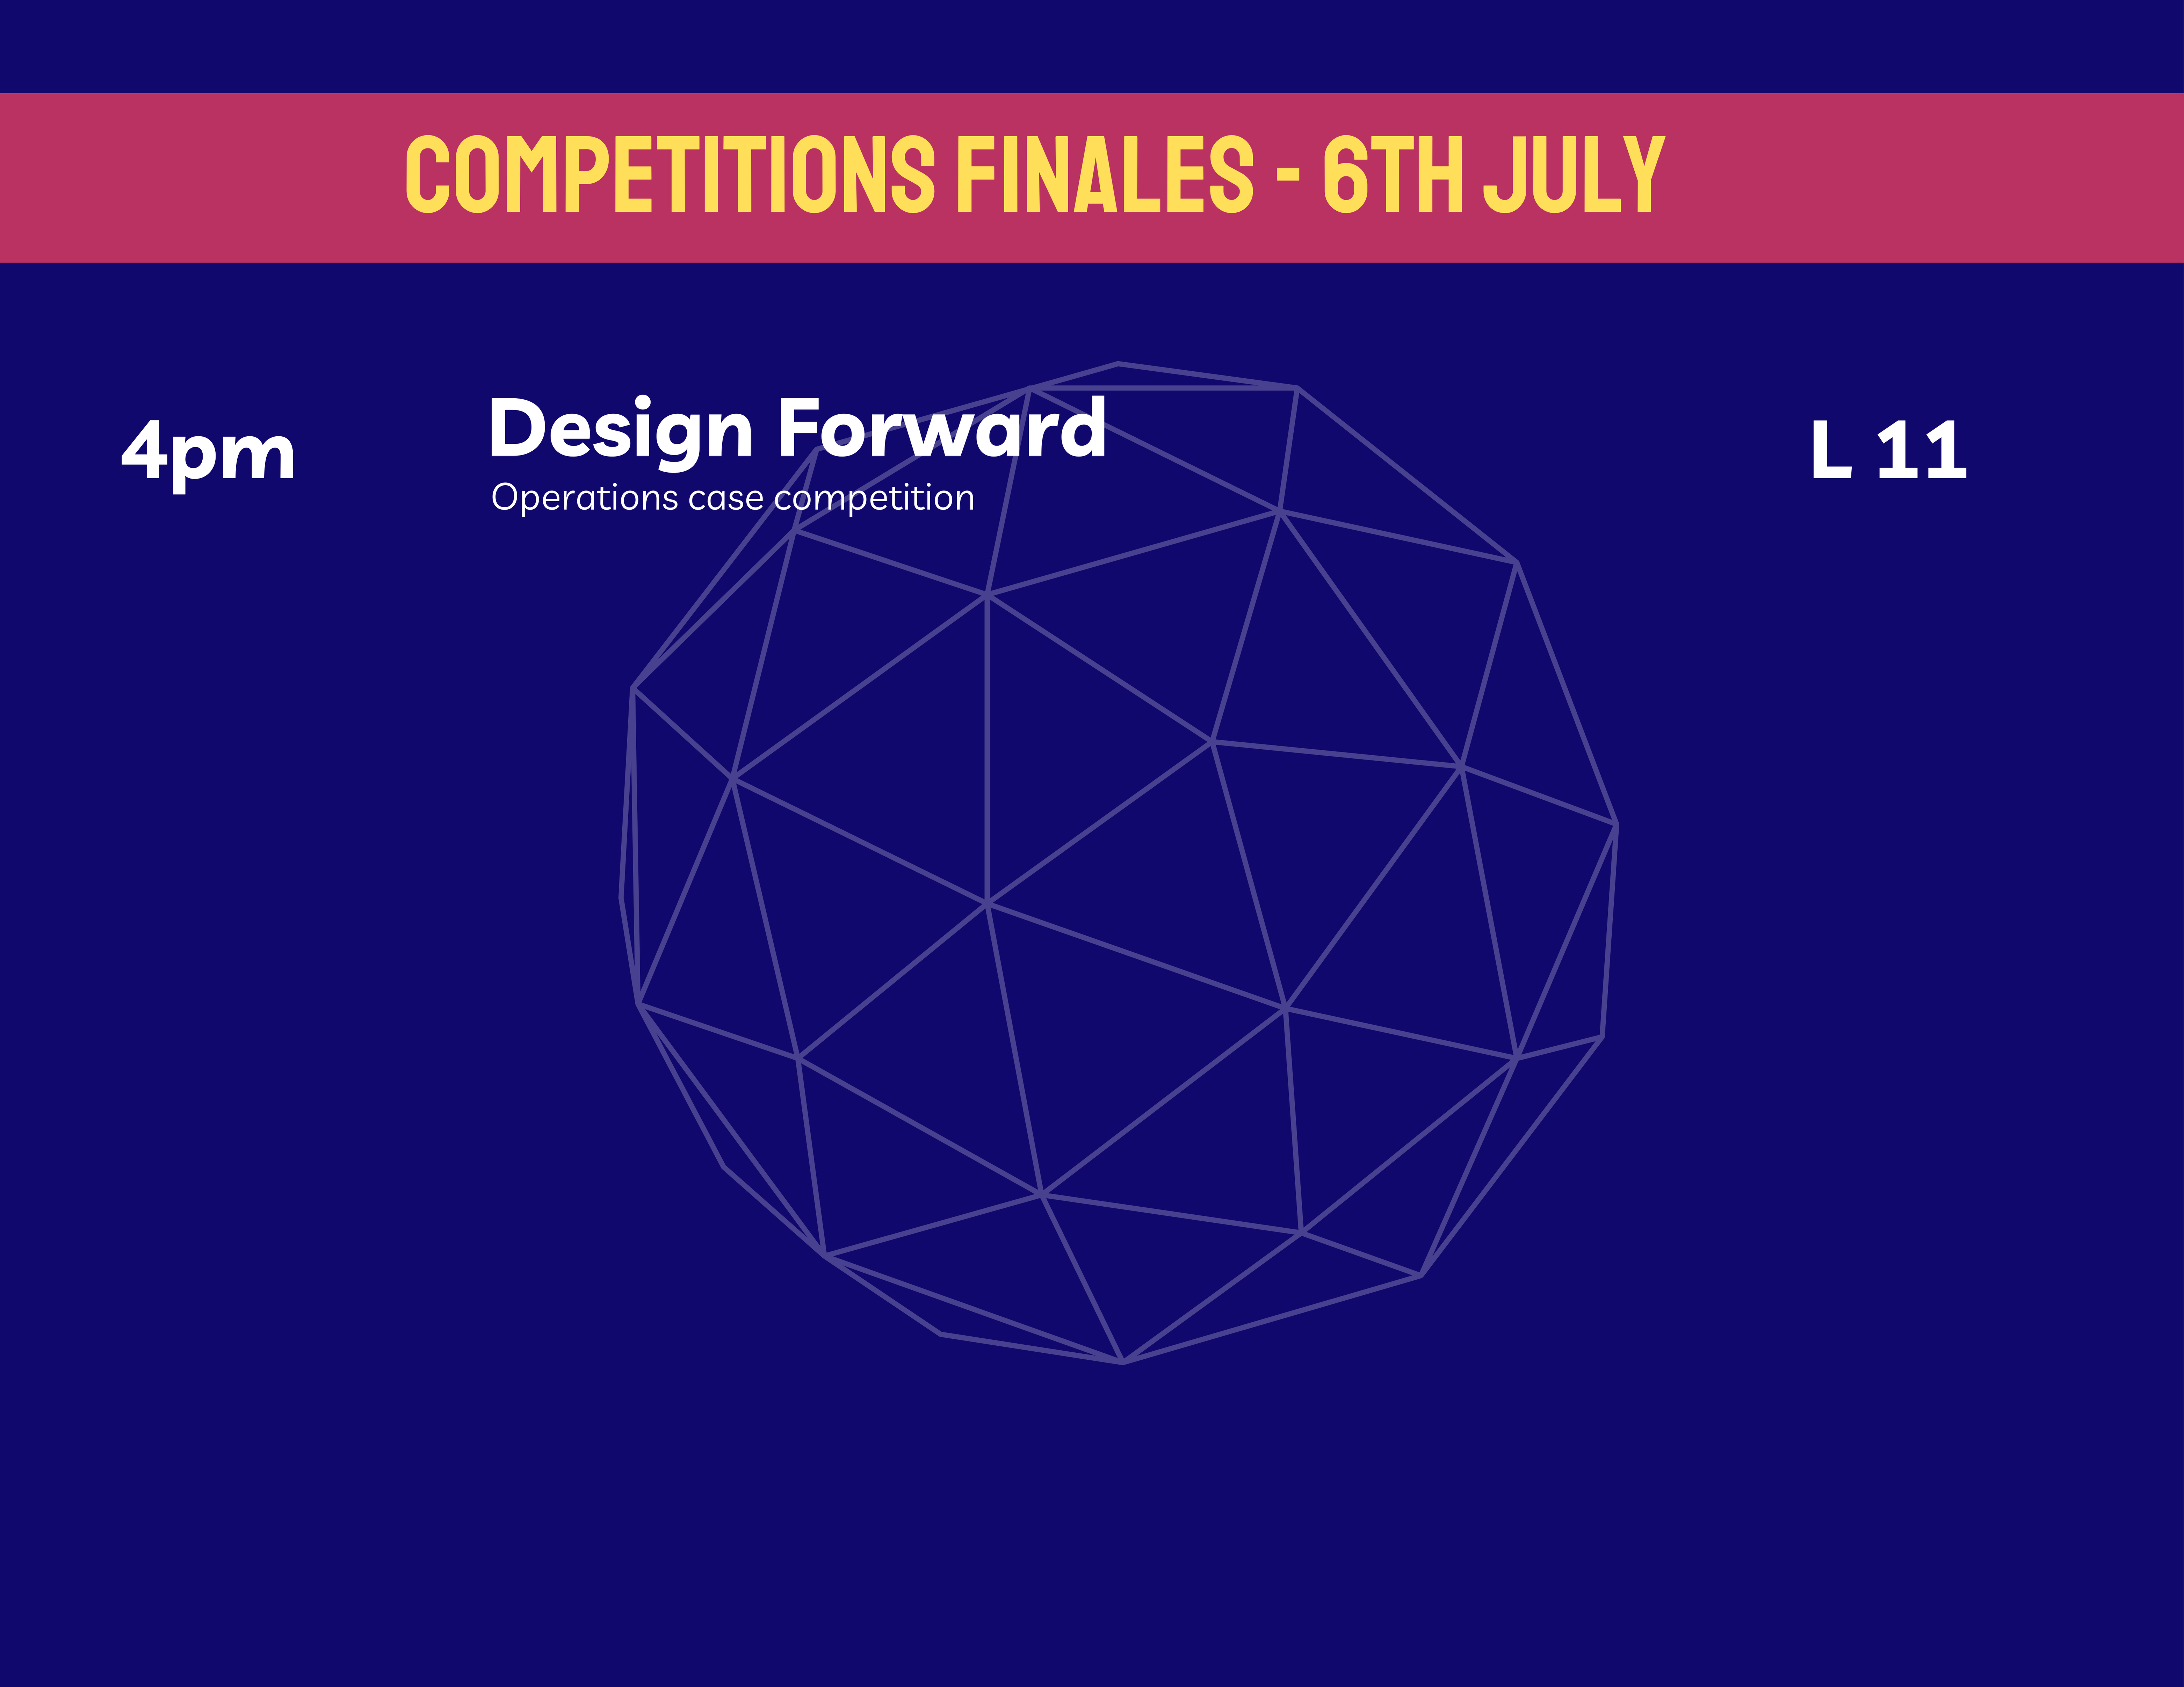 COMPETITIONS FINALES - 6TH JULY
4pm
Design Forward
Operations case competition
L 11